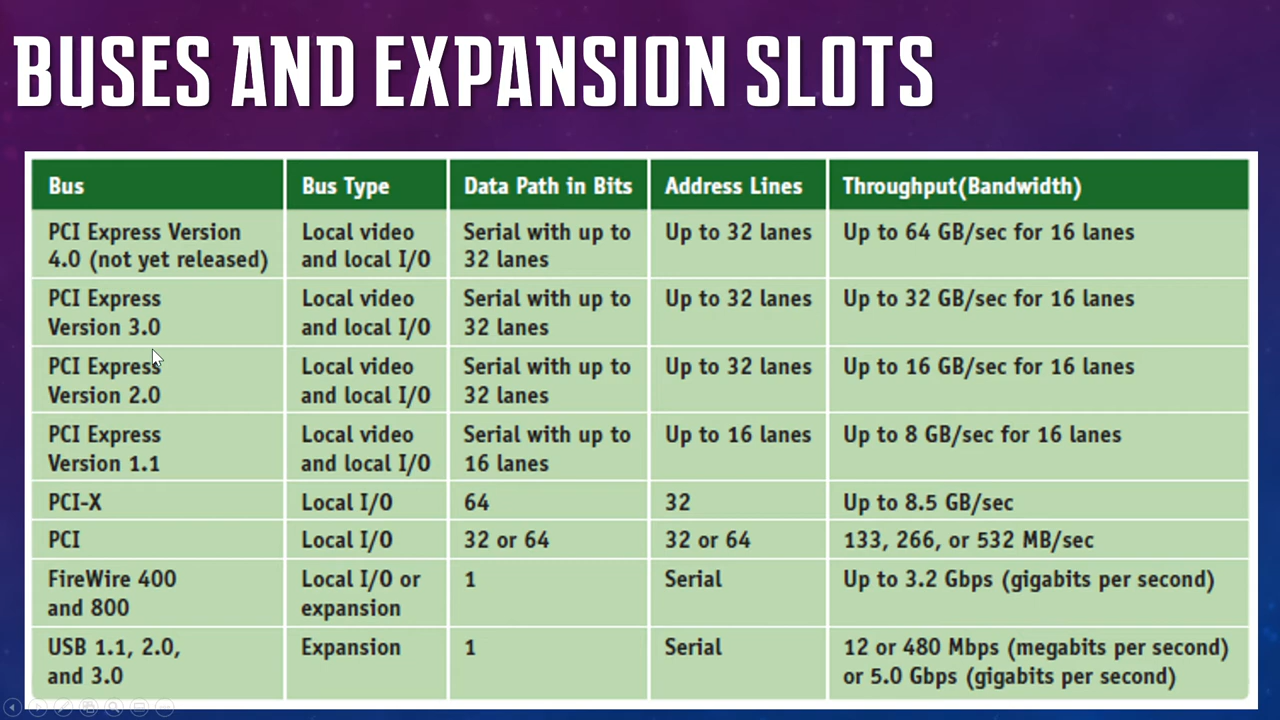 BUSES AND EXPANSION SLOTS
Bus
Bus Type
Data Path in Bits
Address Lines
Throughput(Bandwidth)
PCI Express Version
4.0 (not yet released)
Local video
and local I/O
Serial with up to
32 lanes
Up to 32 lanes
Up to 64 GB/sec for 16 lanes
PCI Express
Version 3.0
Local video
and local I/O
Serial with up to
32 lanes
Up to 32 lanes
Up to 32 GB/sec for 16 lanes
PCI Express
Version 2.0
Local video
and local I/O
Serial with up to
32 lanes
Up to 32 lanes
Up to 16 GB/sec for 16 lanes
PCI Express
Version 1.1
Local video
and local I/O
Serial with up to
16 lanes
Up to 16 lanes
Up to 8 GB/sec for 16 lanes
PCI-X
Local I/O
64
32
Up to 8.5 GB/sec
PCI
Local I/O
32 or 64
32 or 64
133, 266, or 532 MB/sec
FireWire 400
and 800
Local I/O or
expansion
1
Serial
Up to 3.2 Gbps (gigabits per second)
USB 1.1, 2.0,
and 3.0
Expansion
1
Serial
12 or 480 Mbps (megabits per second)
or 5.0 Gbps (gigabits per second)